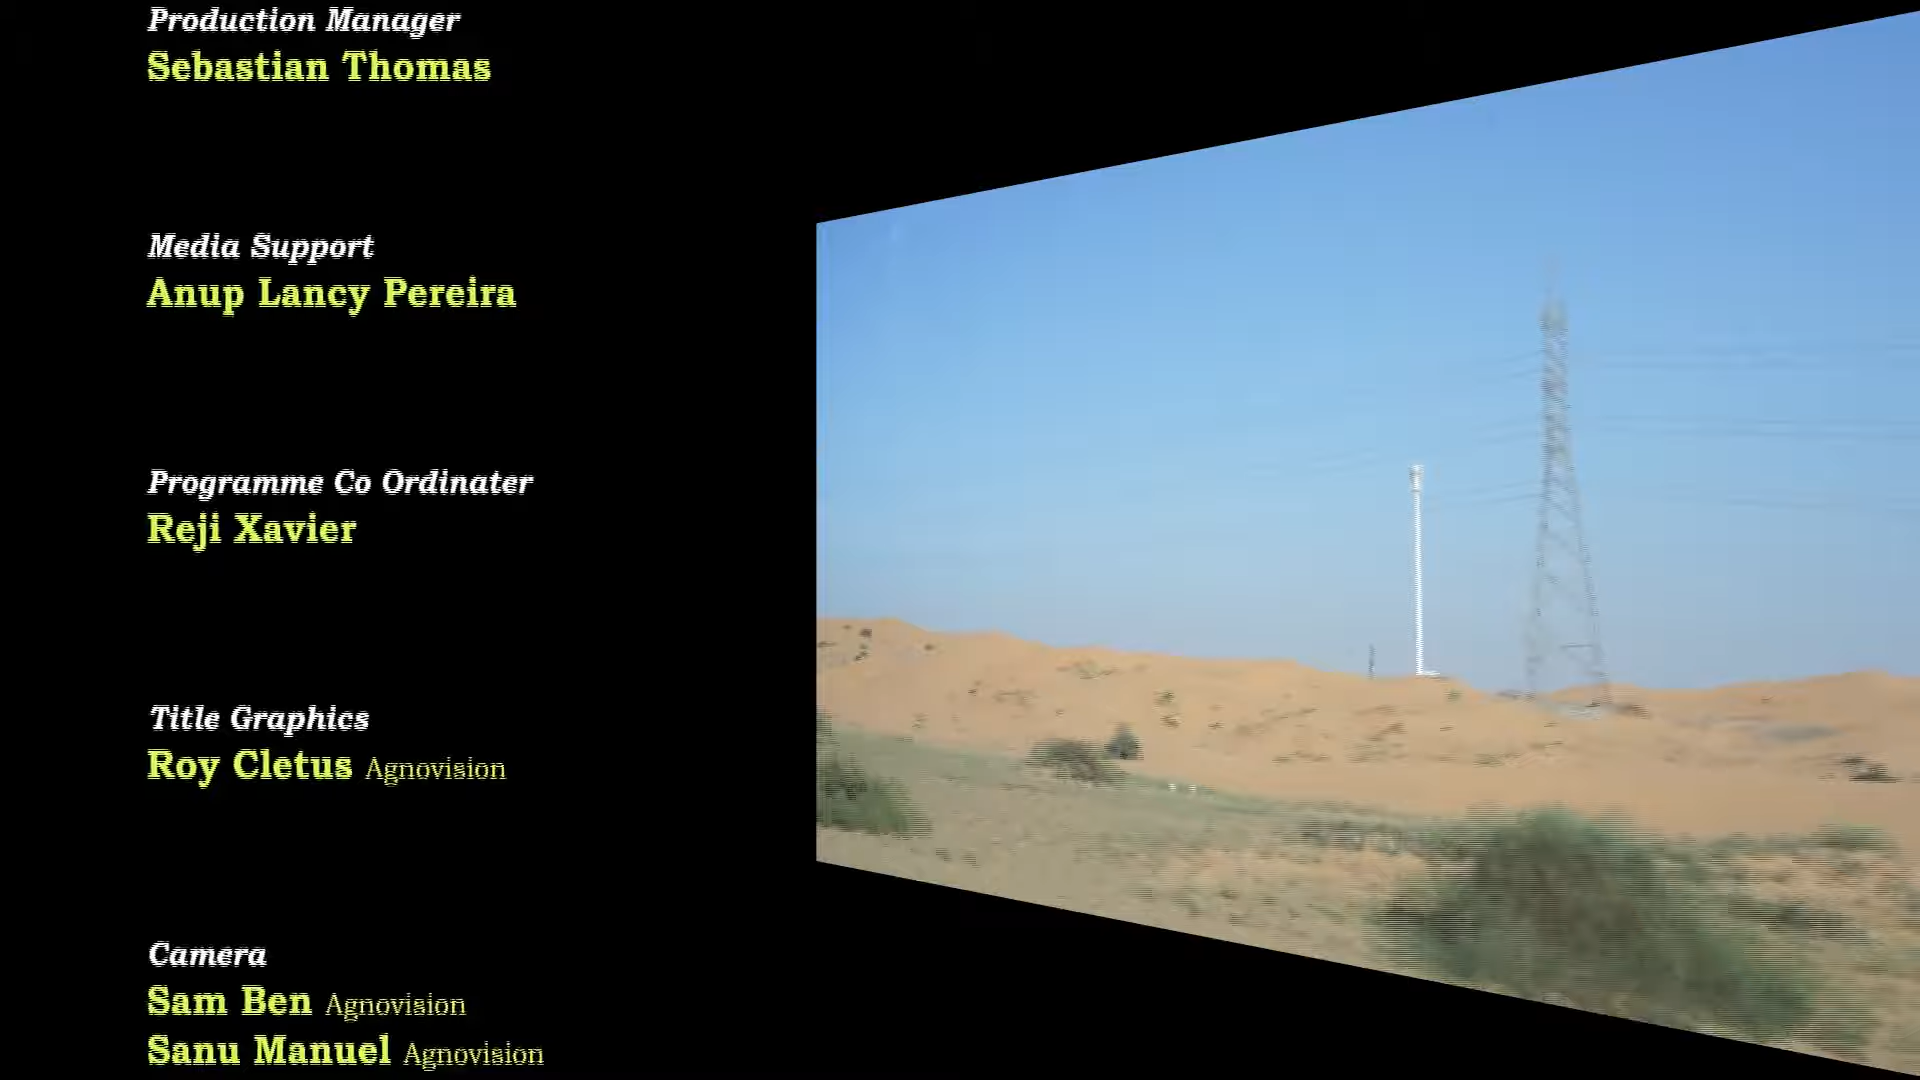 Production Manager
Sebastian Thomas
Media Support
Anup Lancy Pereira
Programme Co Ordinater
Reji Xavier
Title Graphics
Roy Cletus Agnovision
Camera
Sam Ben Agnovision
Sanu Manuel Agnovision